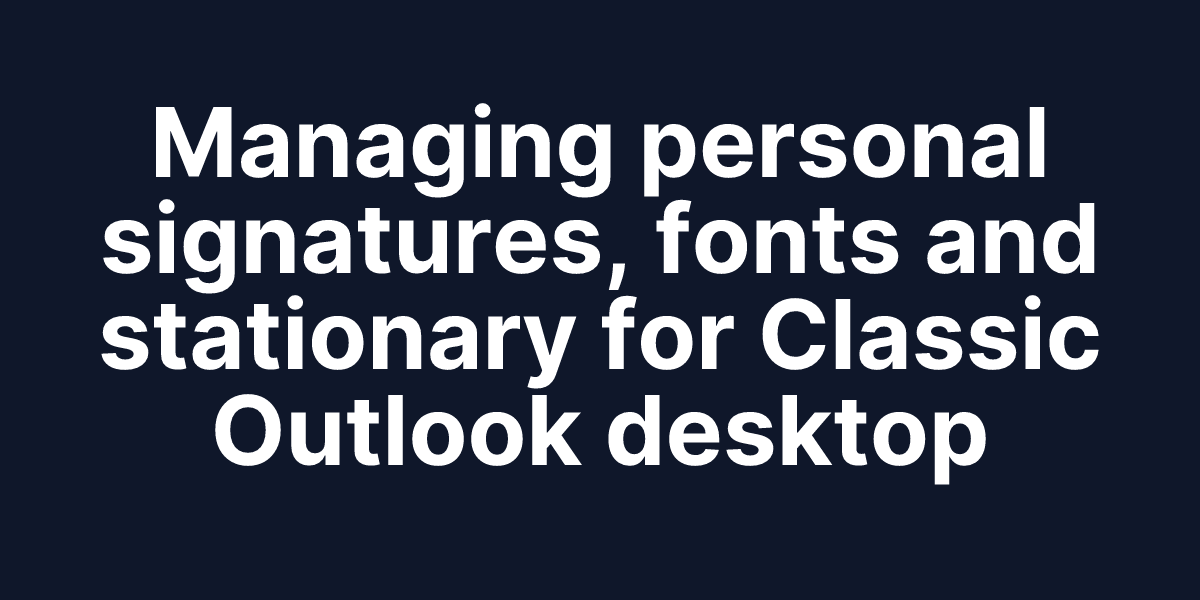 Managing personal
signatures, fonts and
stationary for Classic
Outlook desktop